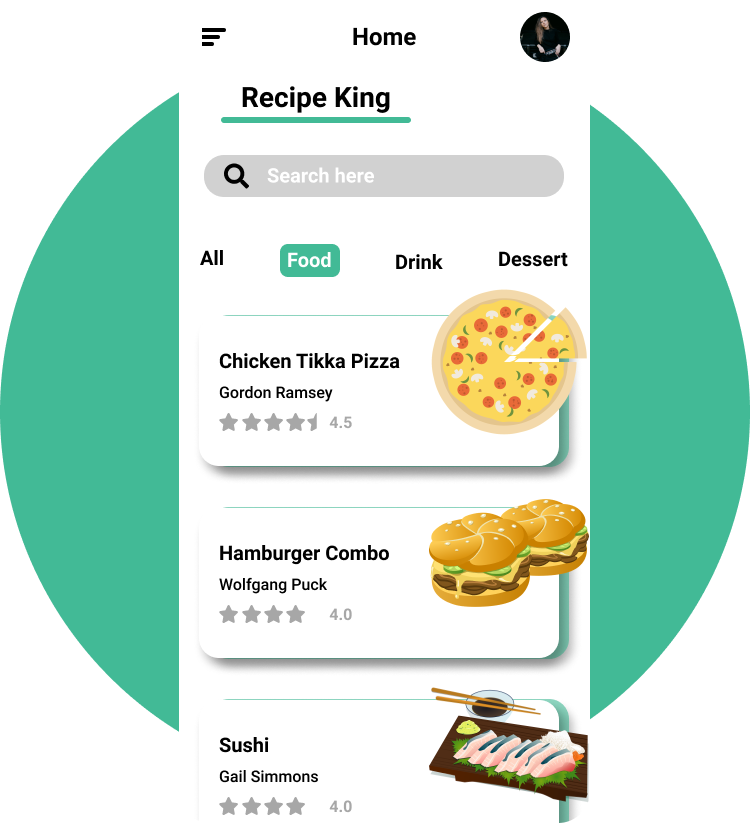 Home
Recipe King
Search here
All Food Drink Dessert
Chicken Tikka Pizza
Gordon Ramsey
4.5
Hamburger Combo
Wolfgang Puck
4.0
Sushi
Gail Simmons
4.0